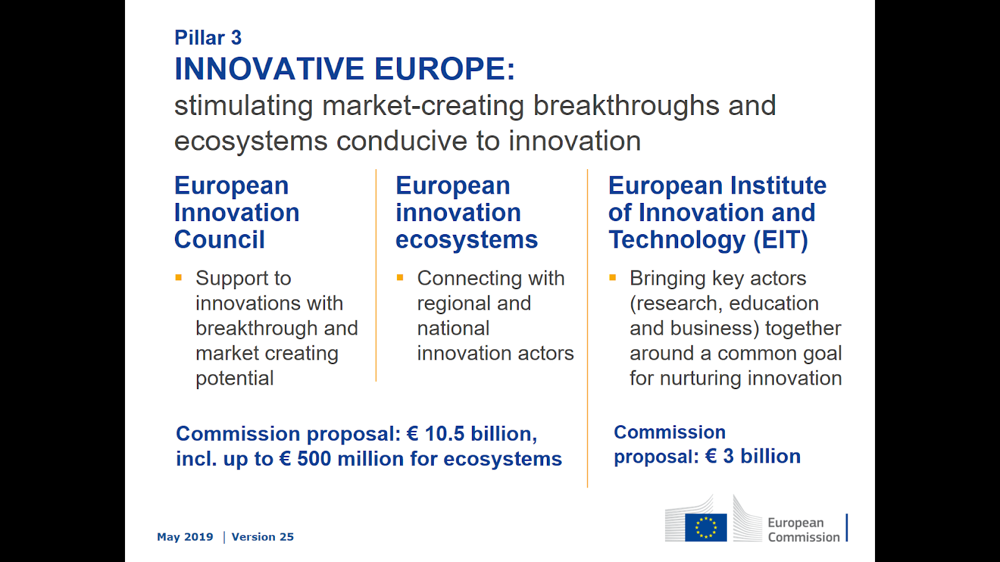 Pillar 3
INNOVATIVE EUROPE:
stimulating market-creating breakthroughs and
ecosystems conducive to innovation
European
Innovation
Council
▪ Support to
innovations with
breakthrough and
market creating
potential
European
innovation
ecosystems
▪ Connecting with
regional and
national
innovation actors
Commission proposal: € 10.5 billion,
incl. up to € 500 million for ecosystems
European Institute
of Innovation and
Technology (EIT)
▪ Bringing key actors
(research, education
and business) together
around a common goal
for nurturing innovation
Commission
proposal: € 3 billion
May 2019 | Version 25
European
Commission